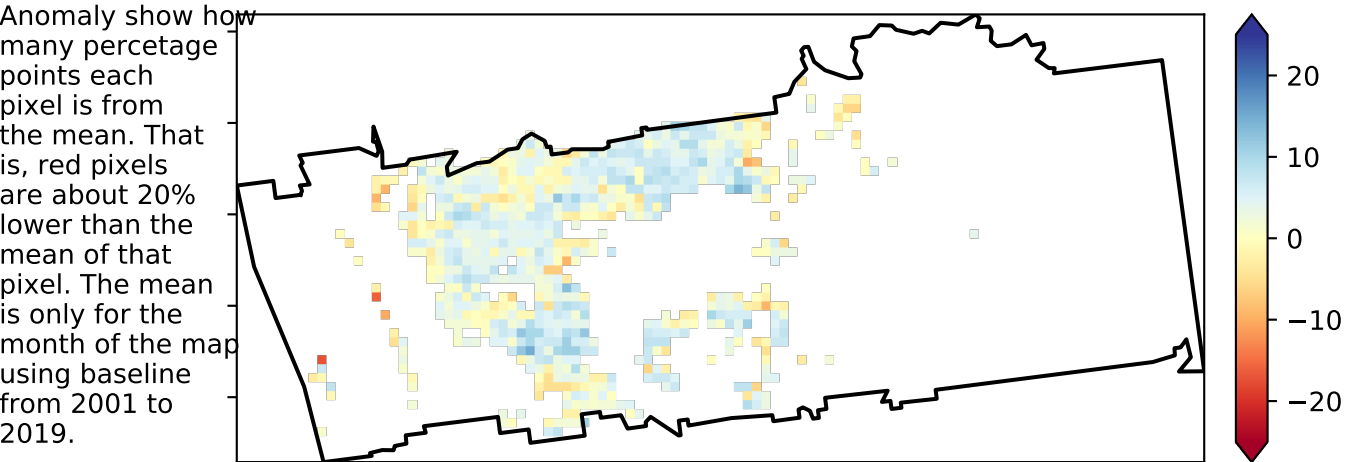 Anomaly show how
many percetage
points each
pixel is from
the mean. That
is, red pixels
are about 20%
lower than the
mean of that
pixel. The mean
is only for the
month of the map
using baseline
from 2001 to
2019.
20
10
0
−10
−20